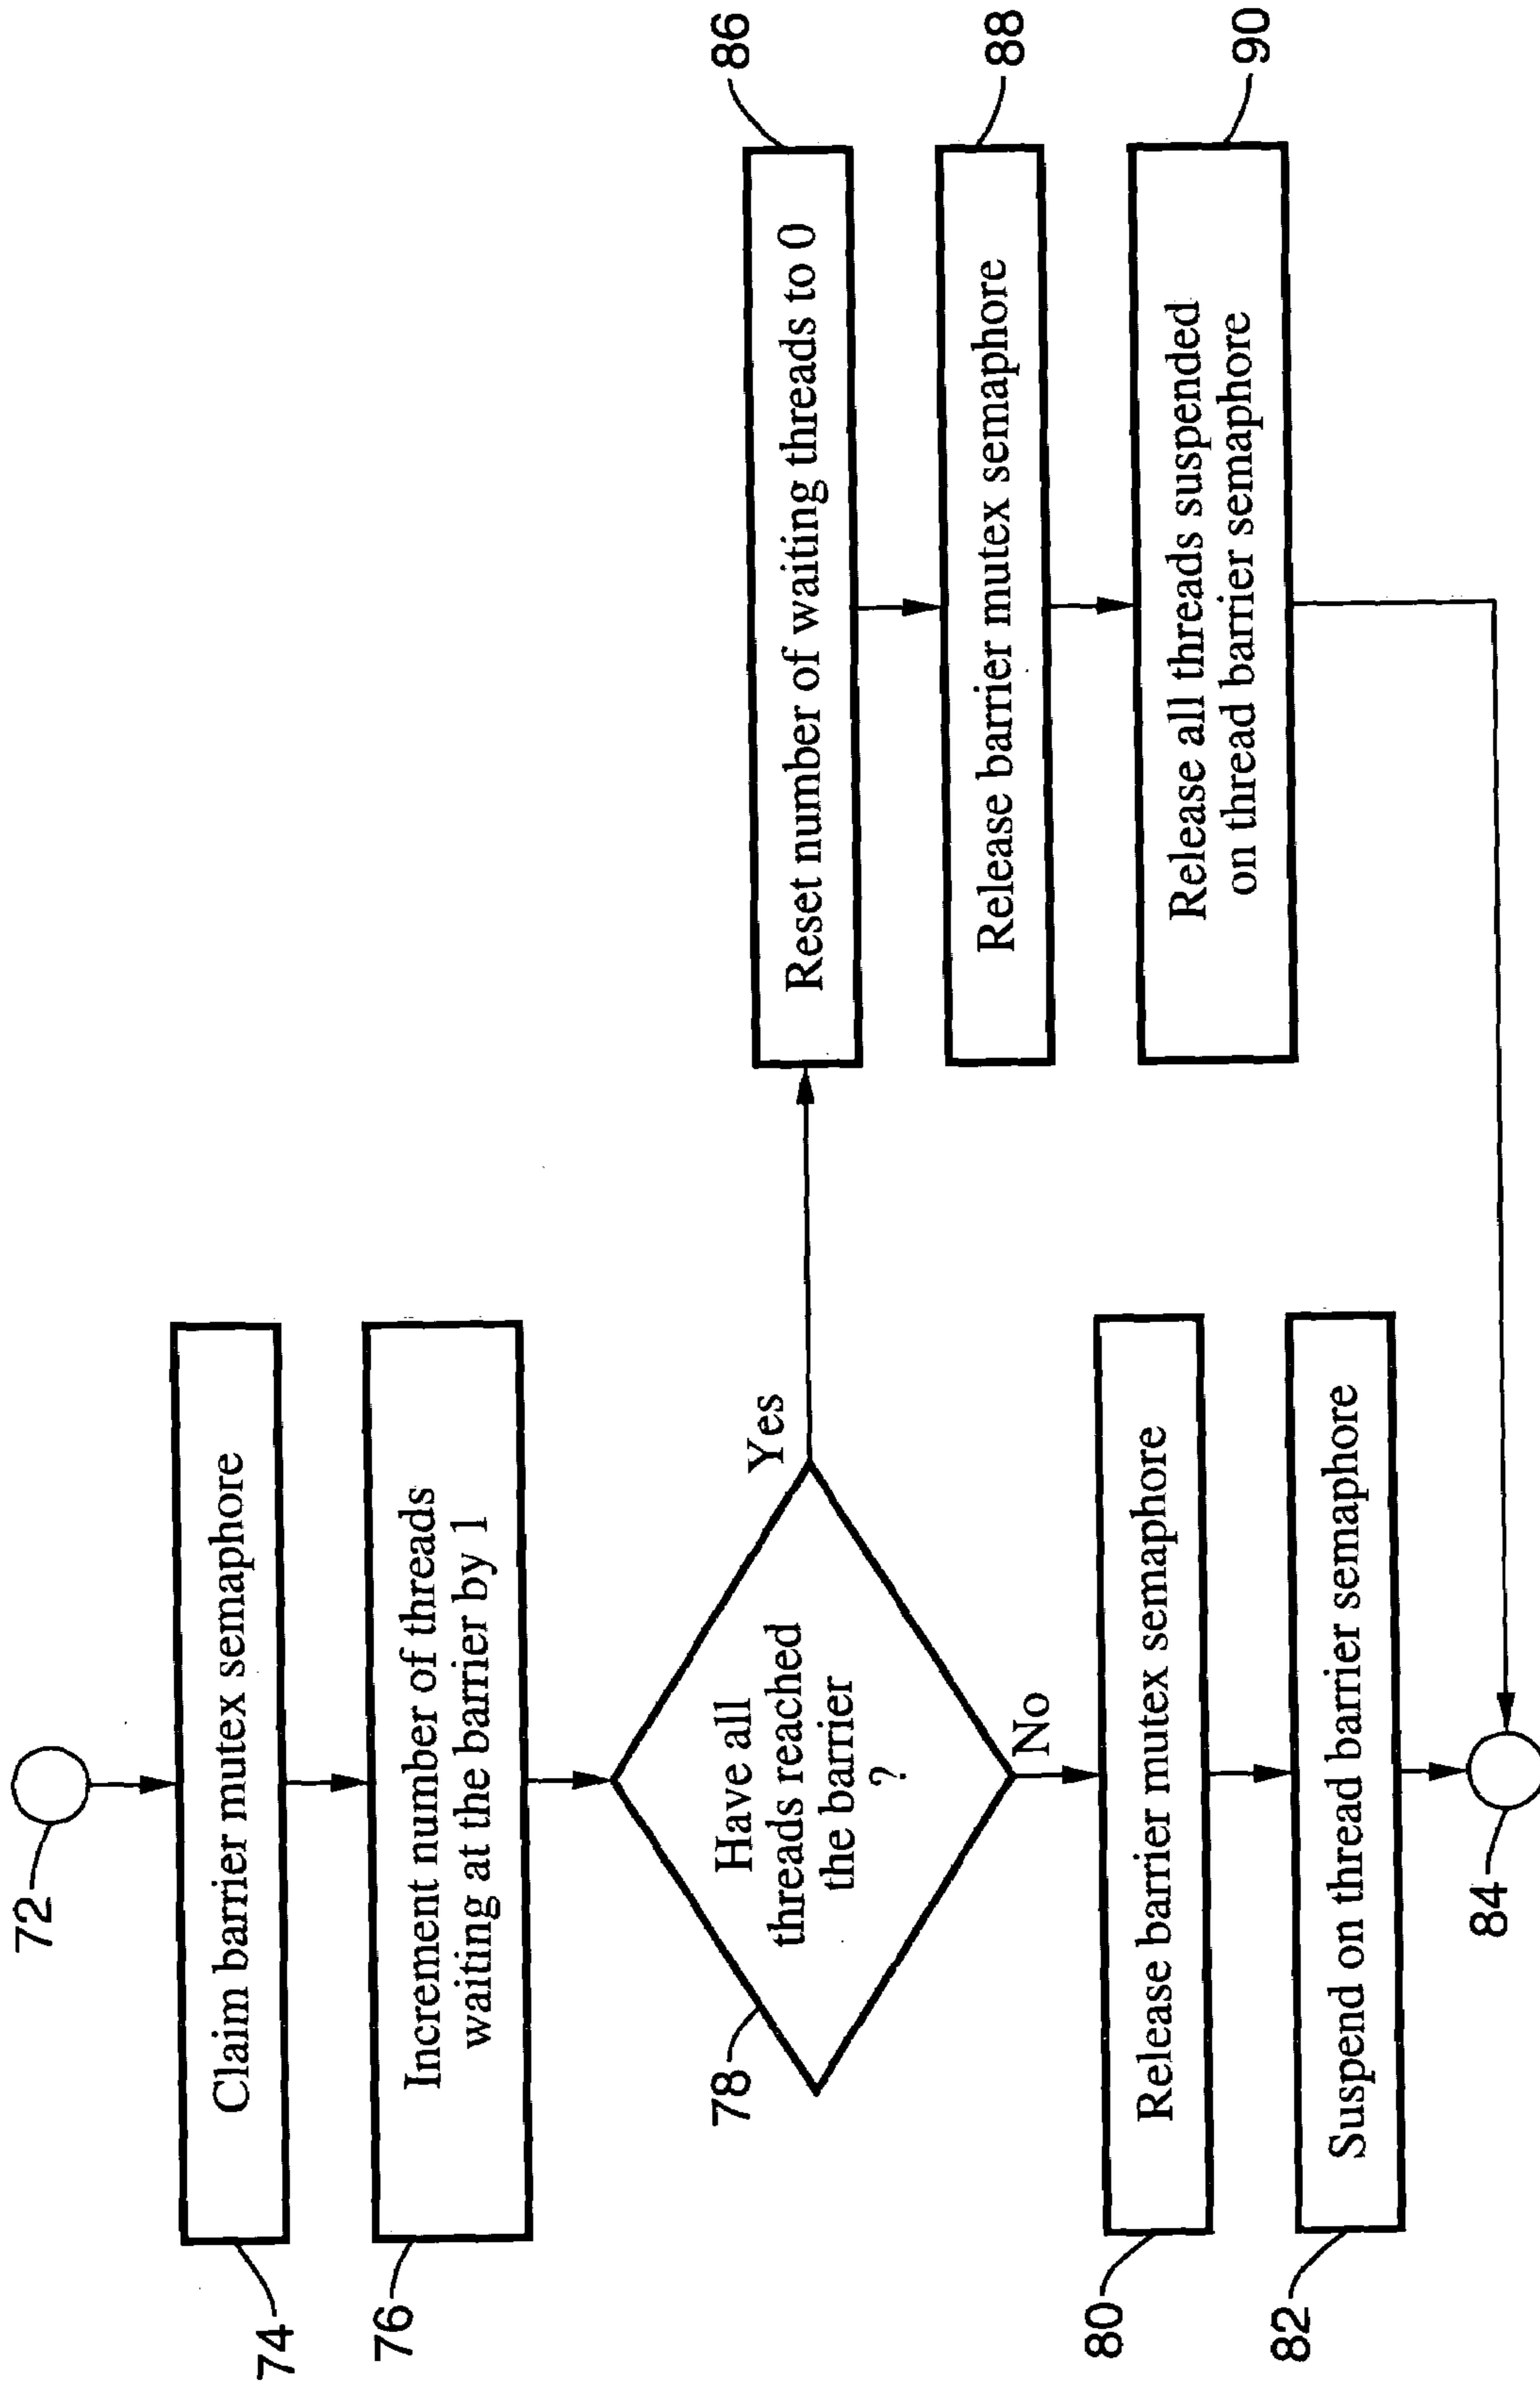 72
74
Claim barrier mutex semaphore
76
Increment number of threads
waiting at the barrier by 1
78
Have all
threads reached
the barrier
?
Yes
No
80
Release barrier mutex semaphore
82
Suspend on thread barrier semaphore
84
86
Reset number of waiting threads to 0
88
Release barrier mutex semaphore
90
Release all threads suspended
on thread barrier semaphore